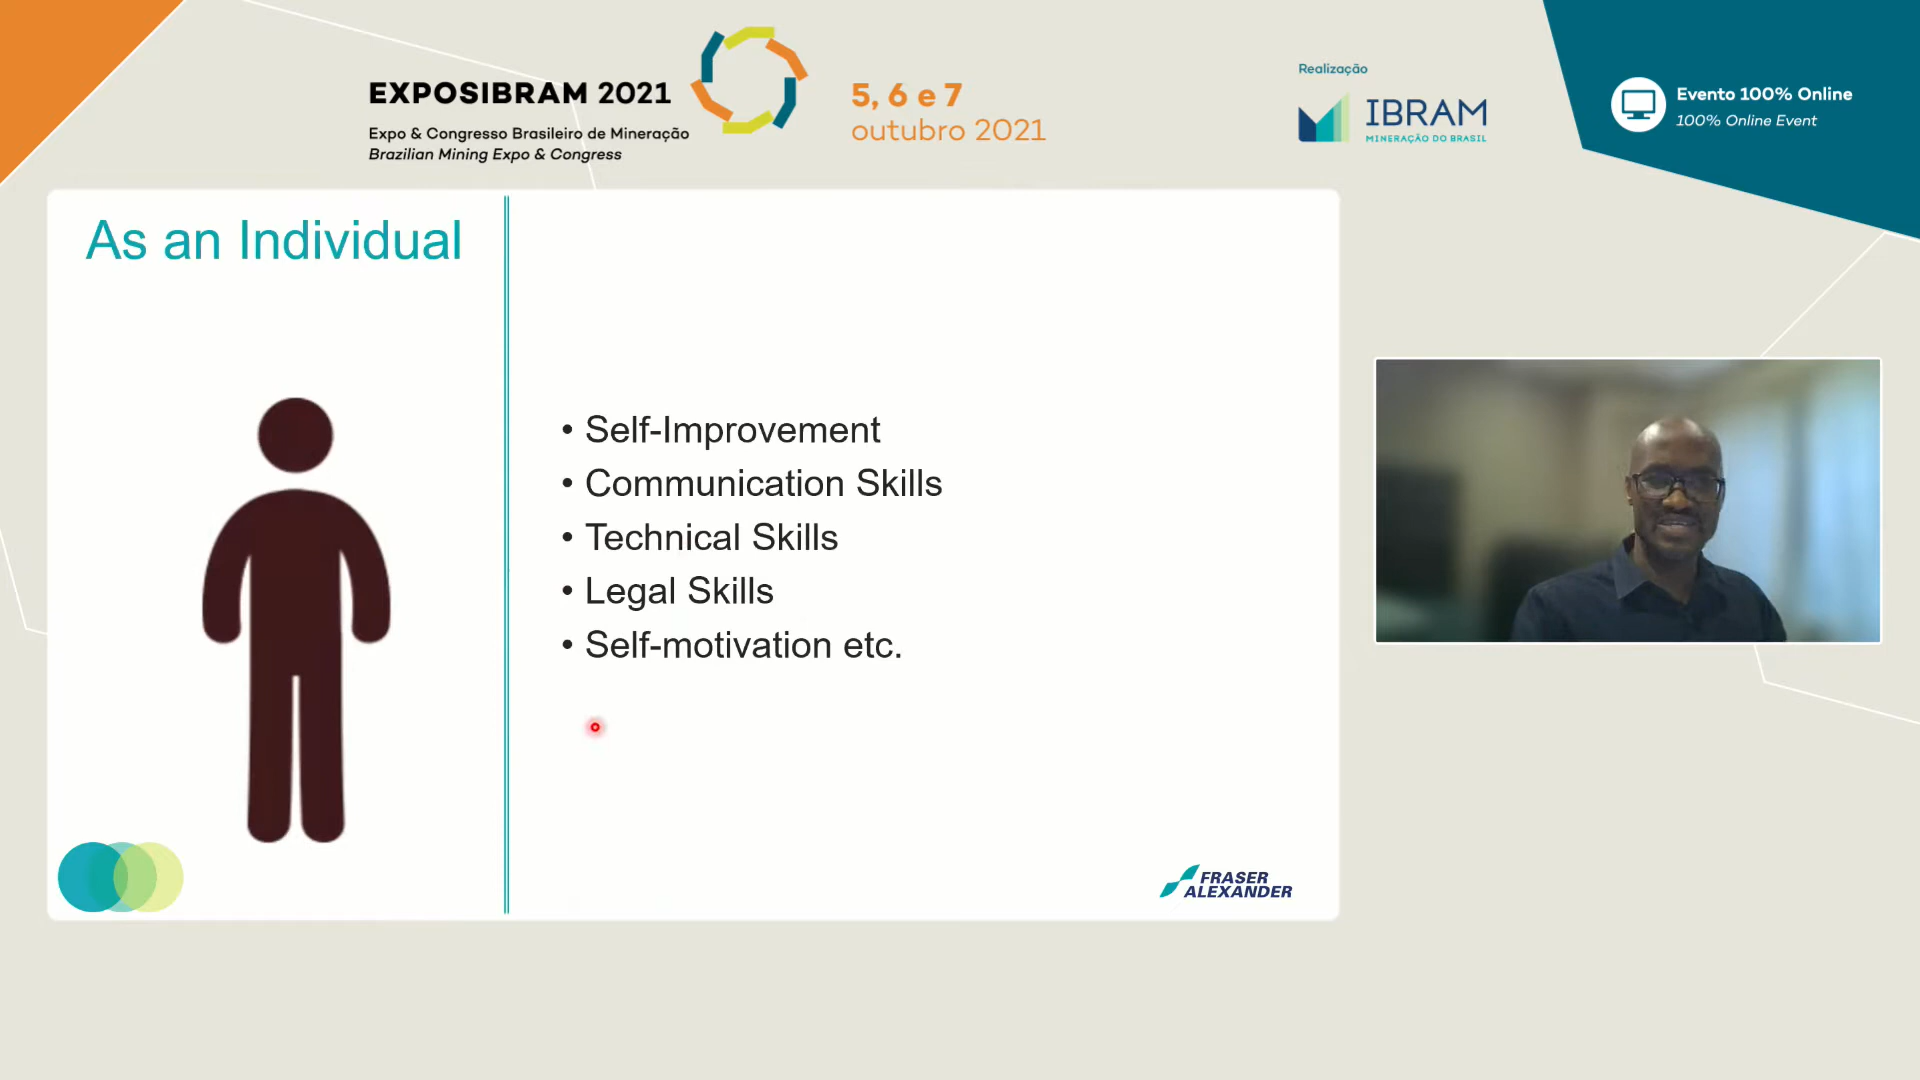 EXPOSIBRAM 2021
Expo & Congresso Brasileiro de Mineração
Brazilian Mining Expo & Congress
5, 6 e 7
outubro 2021
Realização
IBRAM
MINERAÇÃO DO BRASIL
Evento 100% Online
100% Online Event
As an Individual
• Self-Improvement
• Communication Skills
• Technical Skills
• Legal Skills
• Self-motivation etc.
FRASER
ALEXANDER